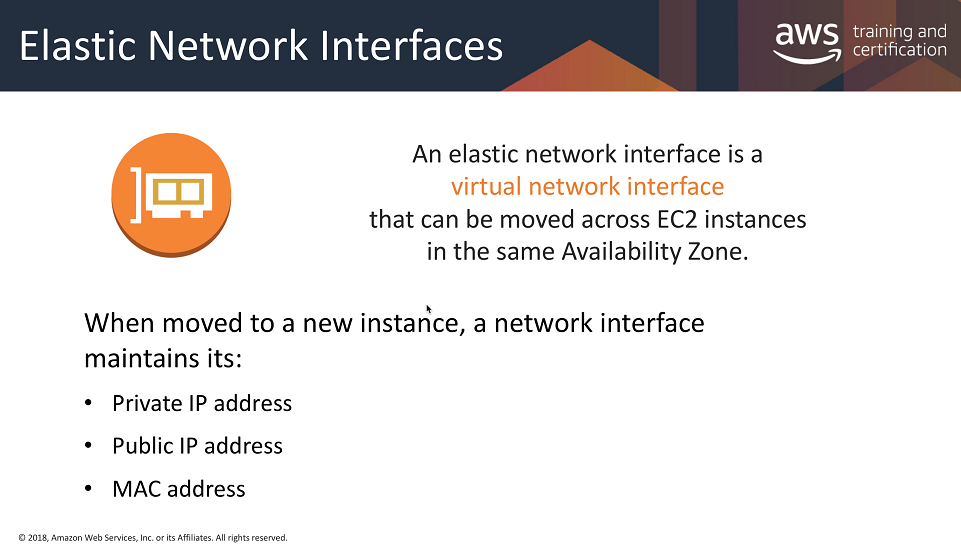 Elastic Network Interfaces
aws training and
certification
An elastic network interface is a
virtual network interface
that can be moved across EC2 instances
in the same Availability Zone.
When moved to a new instance, a network interface
maintains its:
• Private IP address
• Public IP address
• MAC address
© 2018, Amazon Web Services, Inc. or its Affiliates. All rights reserved.